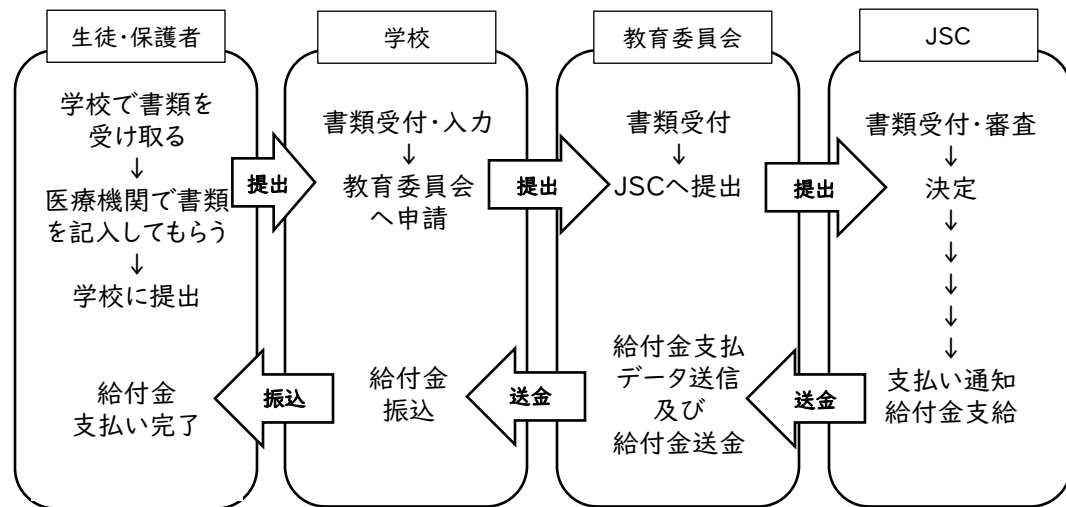 生徒・保護者
学校で書類を
受け取る
↓
医療機関で書類
を記入してもらう
↓
学校に提出
給付金
支払い完了
提出
振込
学校
書類受付・入力
↓
教育委員会
へ申請
給付金
振込
提出
送金
教育委員会
書類受付
↓
JSCへ提出
給付金支払
データ送信
及び
給付金送金
提出
送金
JSC
書類受付・審査
↓
決定
↓
↓
↓
↓
↓
支払い通知
給付金支給